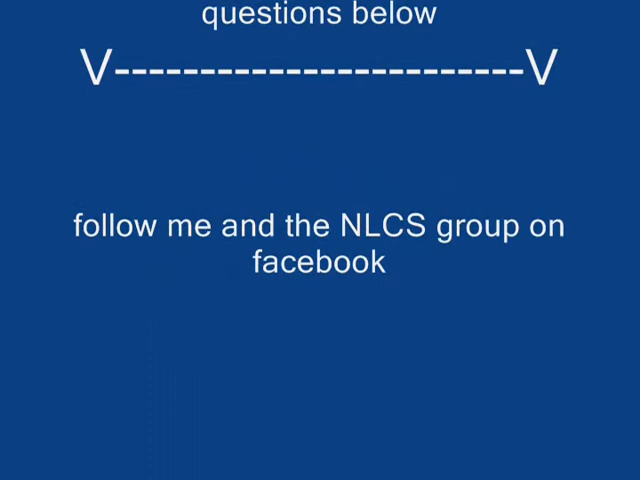 questions below
V------------------------V
follow me and the NLCS group on
facebook